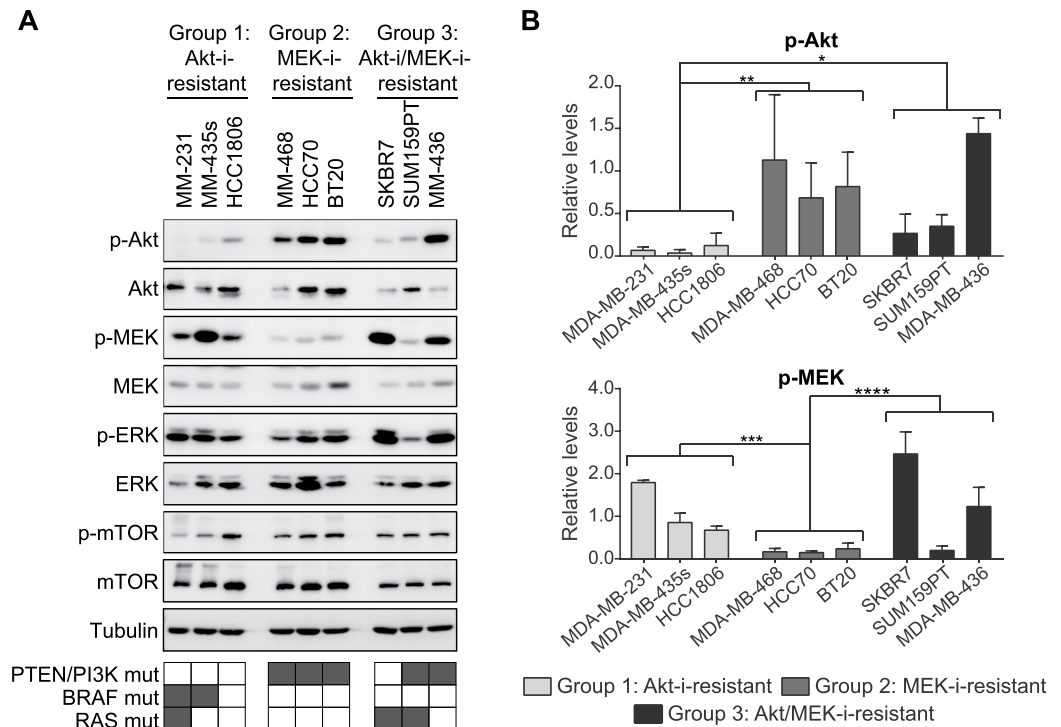 A
Group 1:
Akt-i-
resistant
Group 2:
MEK-i-
resistant
Group 3:
Akt-i/MEK-i-
resistant
MM-231
MM-435s
HCC1806
MM-468
HCC70
BT20
SKBR7
SUM159PT
MM-436
p-Akt
Akt
p-MEK
MEK
p-ERK
ERK
p-mTOR
mTOR
Tubulin
PTEN/PI3K mut
BRAF mut
RAS mut
B
p-Akt
*
**
Relative levels
2.0
1.5
1.0
0.5
0.0
MDA-MB-231
MDA-MB-435s
HCC1806
MDA-MB-468
HCC70
BT20
SKBR7
SUM159PT
MDA-MB-436
p-MEK
****
***
Relative levels
4.0
3.0
2.0
1.0
0.0
MDA-MB-231
MDA-MB-435s
HCC1806
MDA-MB-468
HCC70
BT20
SKBR7
SUM159PT
MDA-MB-436
Group 1: Akt-i-resistant
Group 2: MEK-i-resistant
Group 3: Akt/MEK-i-resistant